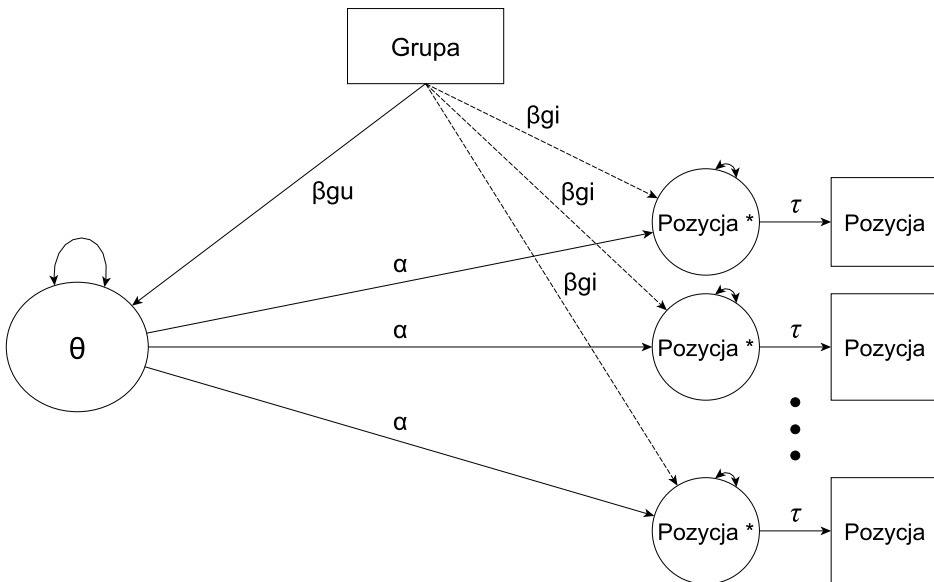 Grupa
βgi
βgu
βgi
βgi
α
α
α
θ
Pozycja *
τ
Pozycja
Pozycja *
τ
Pozycja
Pozycja *
τ
Pozycja